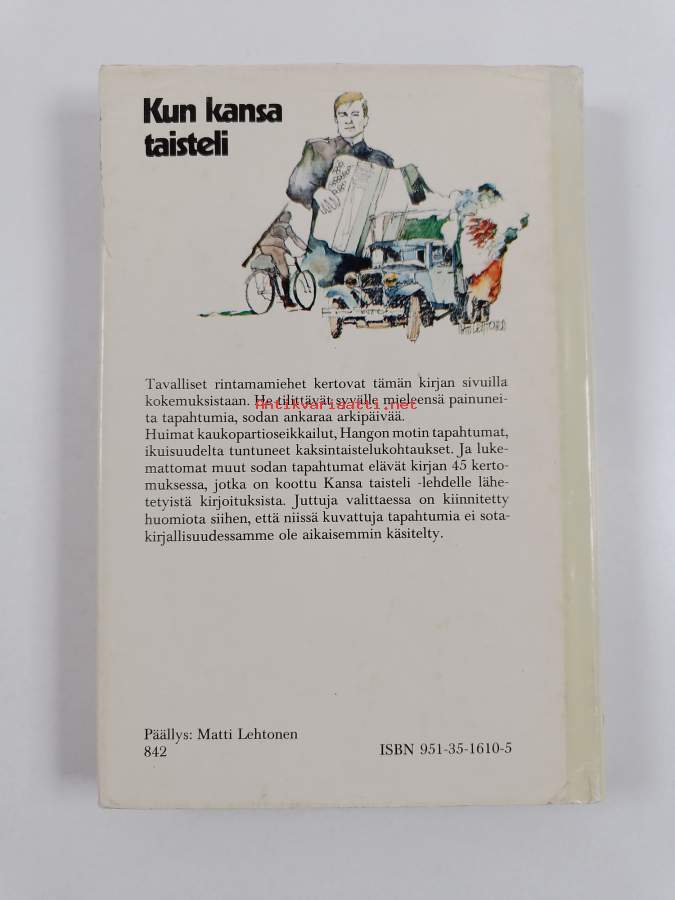 Kun kansa
taisteli
Tavalliset rintamamiehet kertovat tämän kirjan sivuilla
kokemuksistaan. He tilittävät syvälle mieleensä painunei-
Antikvariaatti.net
ta tapahtumia, sodan ankaraa arkipäivää.
Huimat kaukopartioseikkailut, Hangon motin tapahtumat,
ikuisuudelta tuntuneet kaksintaistelukohtaukset. Ja luke-
mattomat muut sodan tapahtumat elävät kirjan 45 kerto-
muksessa, jotka on koottu Kansa taisteli -lehdelle lähe-
tetyistä kirjoituksista. Juttuja valittaessa on kiinnitetty
huomiota siihen, että niissä kuvattuja tapahtumia ei sota-
kirjallisuudessamme ole aikaisemmin käsitelty.
Päällys: Matti Lehtonen
842
ISBN 951-35-1610-5